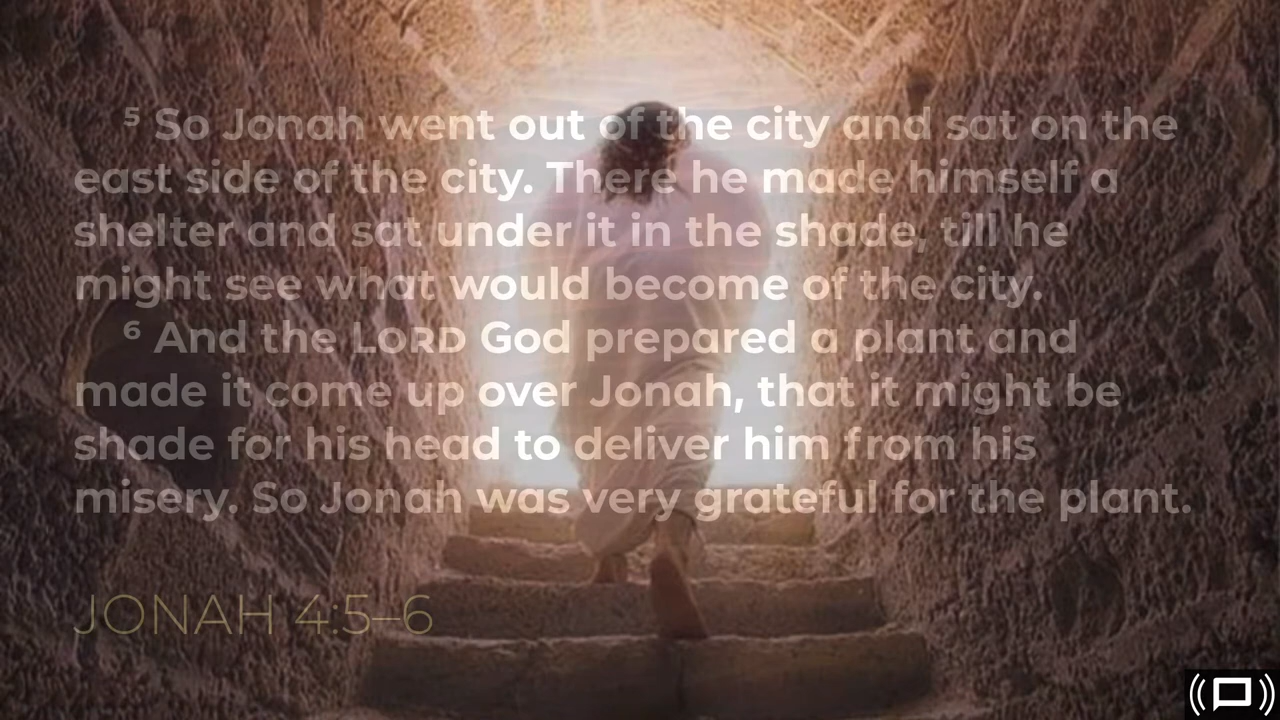 ⁵ So Jonah went out of the city and sat on the
east side of the city. There he made himself a
shelter and sat under it in the shade, till he
might see what would become of the city.
⁶ And the LORD God prepared a plant and
made it come up over Jonah, that it might be
shade for his head to deliver him from his
misery. So Jonah was very grateful for the plant.
JONAH 4:5–6